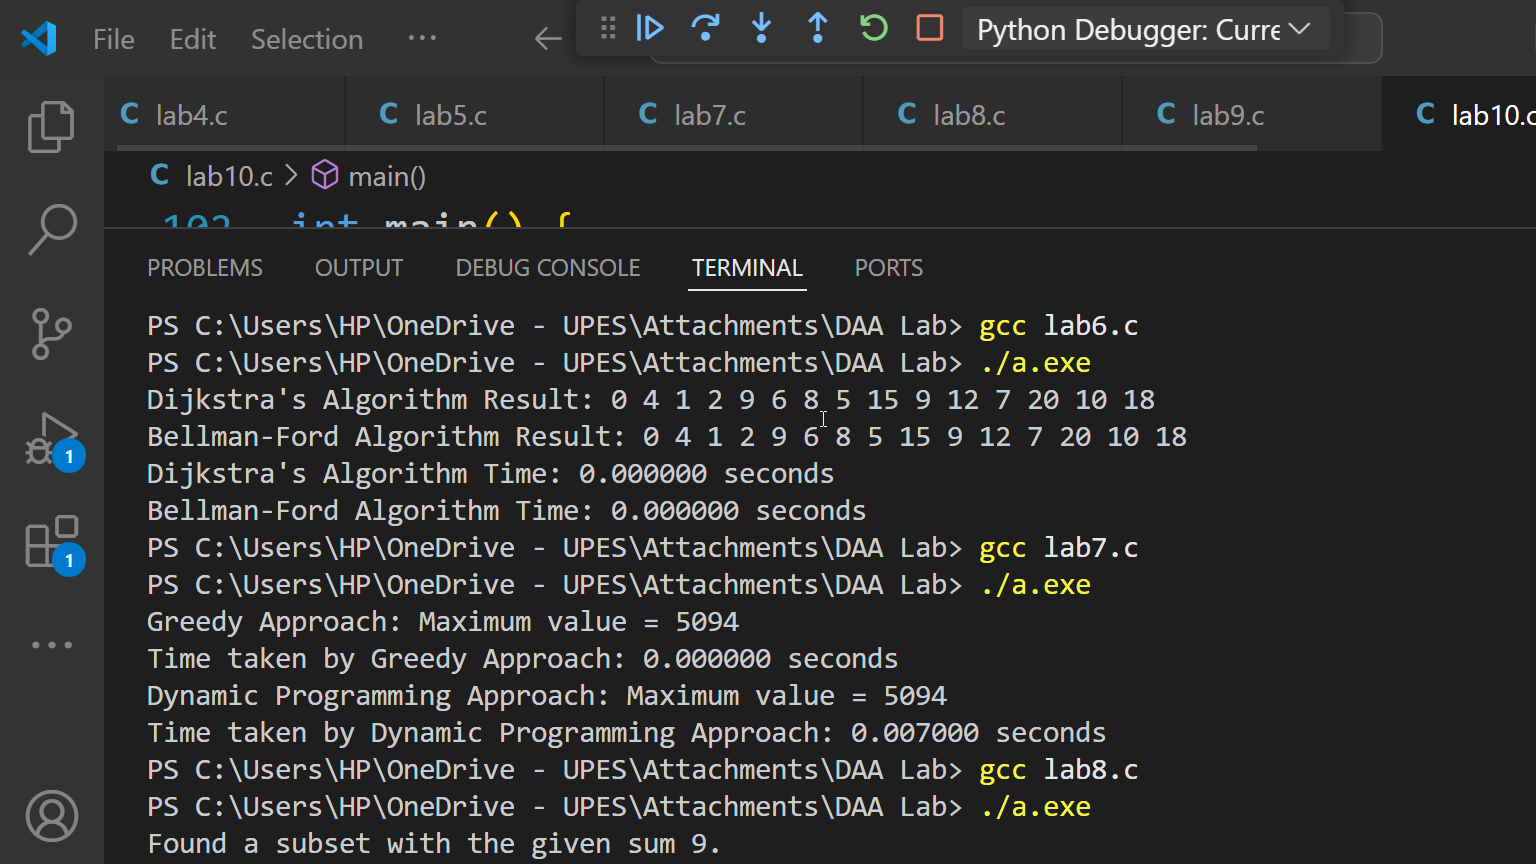 File Edit Selection ··· Python Debugger: Curre
lab4.c lab5.c lab7.c lab8.c lab9.c lab10.c
lab10.c > main()
102 int main() {
PROBLEMS OUTPUT DEBUG CONSOLE TERMINAL PORTS
PS C:\Users\HP\OneDrive - UPES\Attachments\DAA Lab> gcc lab6.c
PS C:\Users\HP\OneDrive - UPES\Attachments\DAA Lab> ./a.exe
Dijkstra's Algorithm Result: 0 4 1 2 9 6 8 5 15 9 12 7 20 10 18
Bellman-Ford Algorithm Result: 0 4 1 2 9 6 8 5 15 9 12 7 20 10 18
Dijkstra's Algorithm Time: 0.000000 seconds
Bellman-Ford Algorithm Time: 0.000000 seconds
PS C:\Users\HP\OneDrive - UPES\Attachments\DAA Lab> gcc lab7.c
PS C:\Users\HP\OneDrive - UPES\Attachments\DAA Lab> ./a.exe
Greedy Approach: Maximum value = 5094
Time taken by Greedy Approach: 0.000000 seconds
Dynamic Programming Approach: Maximum value = 5094
Time taken by Dynamic Programming Approach: 0.007000 seconds
PS C:\Users\HP\OneDrive - UPES\Attachments\DAA Lab> gcc lab8.c
PS C:\Users\HP\OneDrive - UPES\Attachments\DAA Lab> ./a.exe
Found a subset with the given sum 9.
1
1